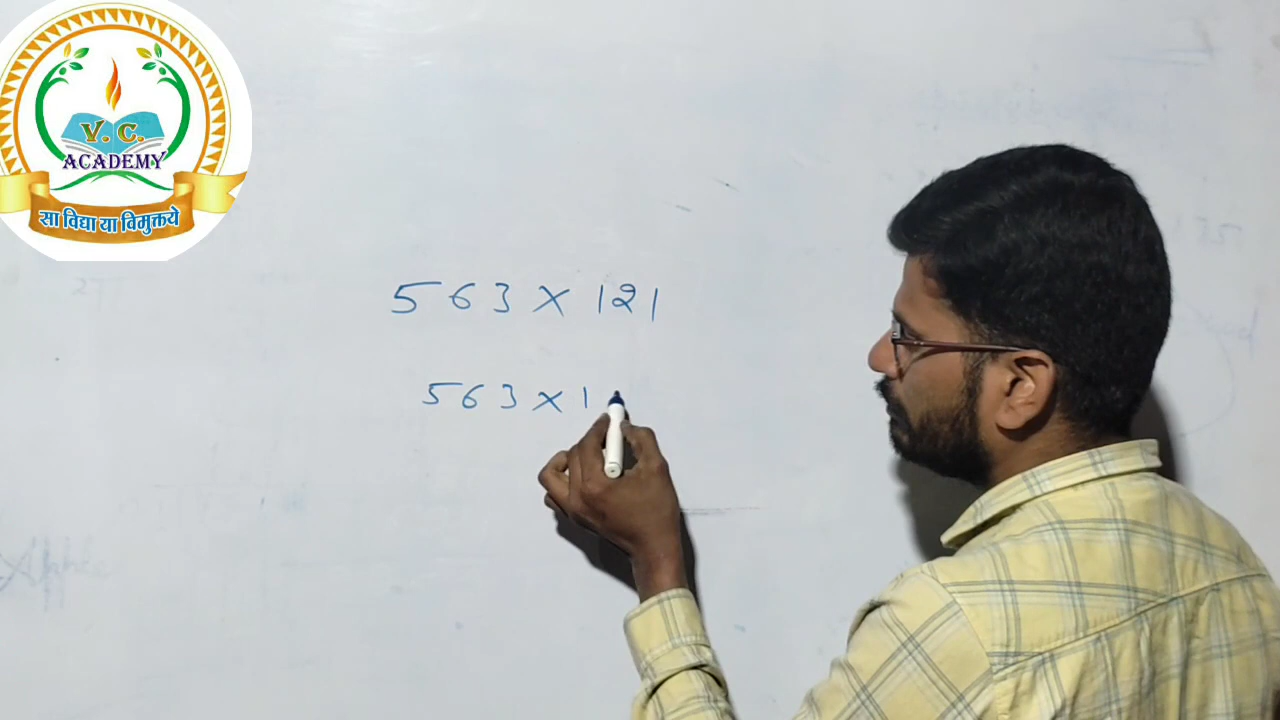 V. C.
ACADEMY
सा विद्या या विमुक्तये
563 × 121
563 × 1